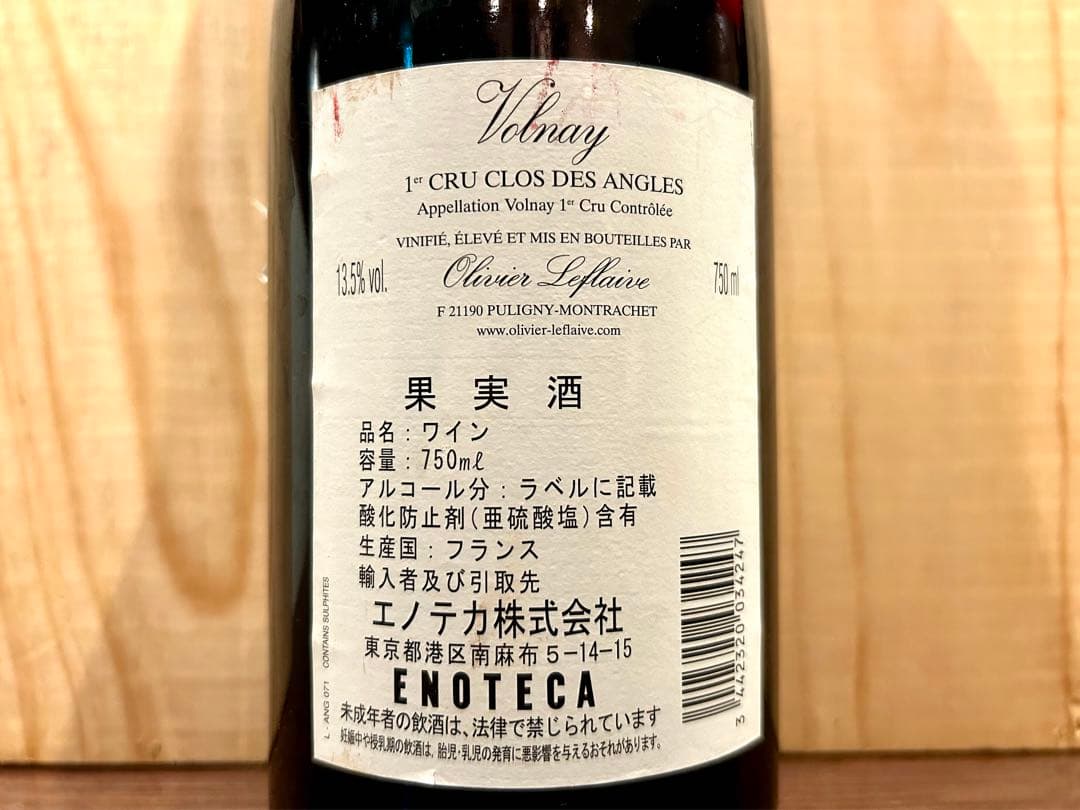 Volnay
1er CRU CLOS DES ANGLES
Appellation Volnay 1er Cru Contrôlée
VINIFIÉ, ÉLEVÉ ET MIS EN BOUTEILLES PAR
13.5% vol.
Olivier Leflaive
750 ml
F 21190 PULIGNY-MONTRACHET
www.olivier-leflaive.com
果実酒
品名：ワイン
容量：750mℓ
アルコール分：ラベルに記載
酸化防止剤(亜硫酸塩)含有
生産国：フランス
輸入者及び引取先
エノテカ株式会社
東京都港区南麻布5-14-15
ENOTECA
未成年者の飲酒は、法律で禁じられています
妊娠中や授乳期の飲酒は、胎児・乳児の発育に悪影響を与えるおそれがあります。
L. ANG 071 CONTAINS SULPHITES
3 442320 034247